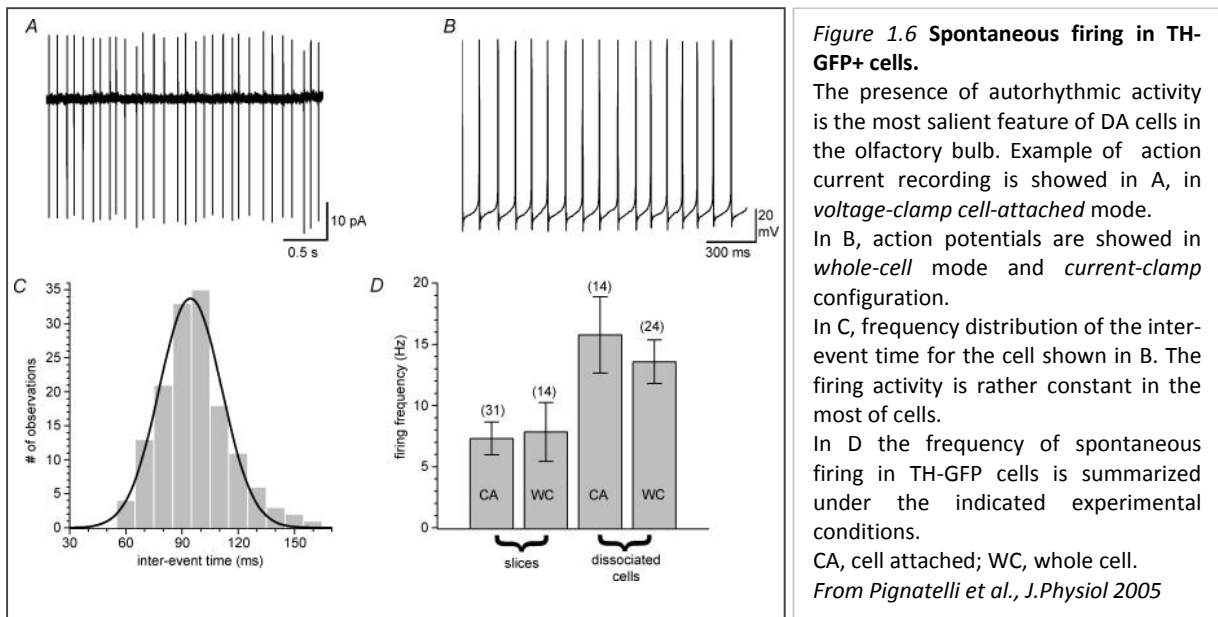 A
10 pA
0.5 s
B
20
mV
300 ms
C
35
30
25
20
15
10
5
0
# of observations
30 60 90 120 150
inter-event time (ms)
D
20
15
10
5
0
firing frequency (Hz)
(31)
(14)
(14)
(24)
CA WC CA WC
slices
dissociated
cells
Figure 1.6 Spontaneous firing in TH-
GFP+ cells.
The presence of autorhythmic activity
is the most salient feature of DA cells in
the olfactory bulb. Example of action
current recording is showed in A, in
voltage-clamp cell-attached mode.
In B, action potentials are showed in
whole-cell mode and current-clamp
configuration.
In C, frequency distribution of the inter-
event time for the cell shown in B. The
firing activity is rather constant in the
most of cells.
In D the frequency of spontaneous
firing in TH-GFP cells is summarized
under the indicated experimental
conditions.
CA, cell attached; WC, whole cell.
From Pignatelli et al., J.Physiol 2005